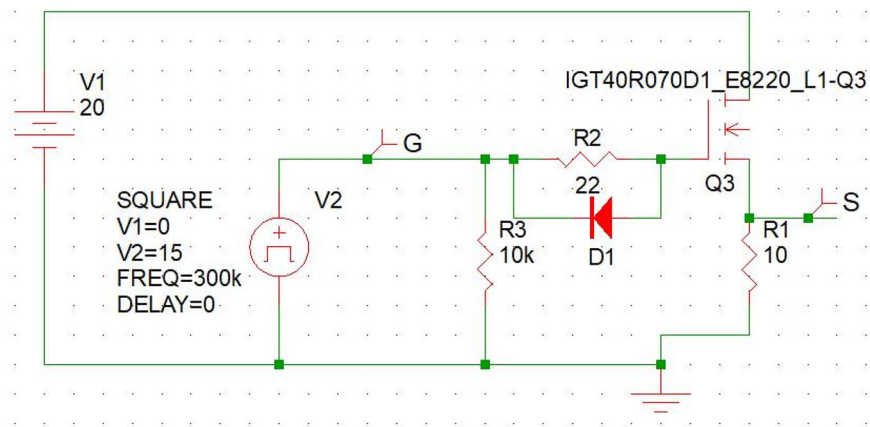 IGT40R070D1_E8220_L1-Q3
V1
20
G
R2
22
Q3
SQUARE
V1=0
V2=15
FREQ=300k
DELAY=0
V2
+
R3
10k
D1
S
R1
10